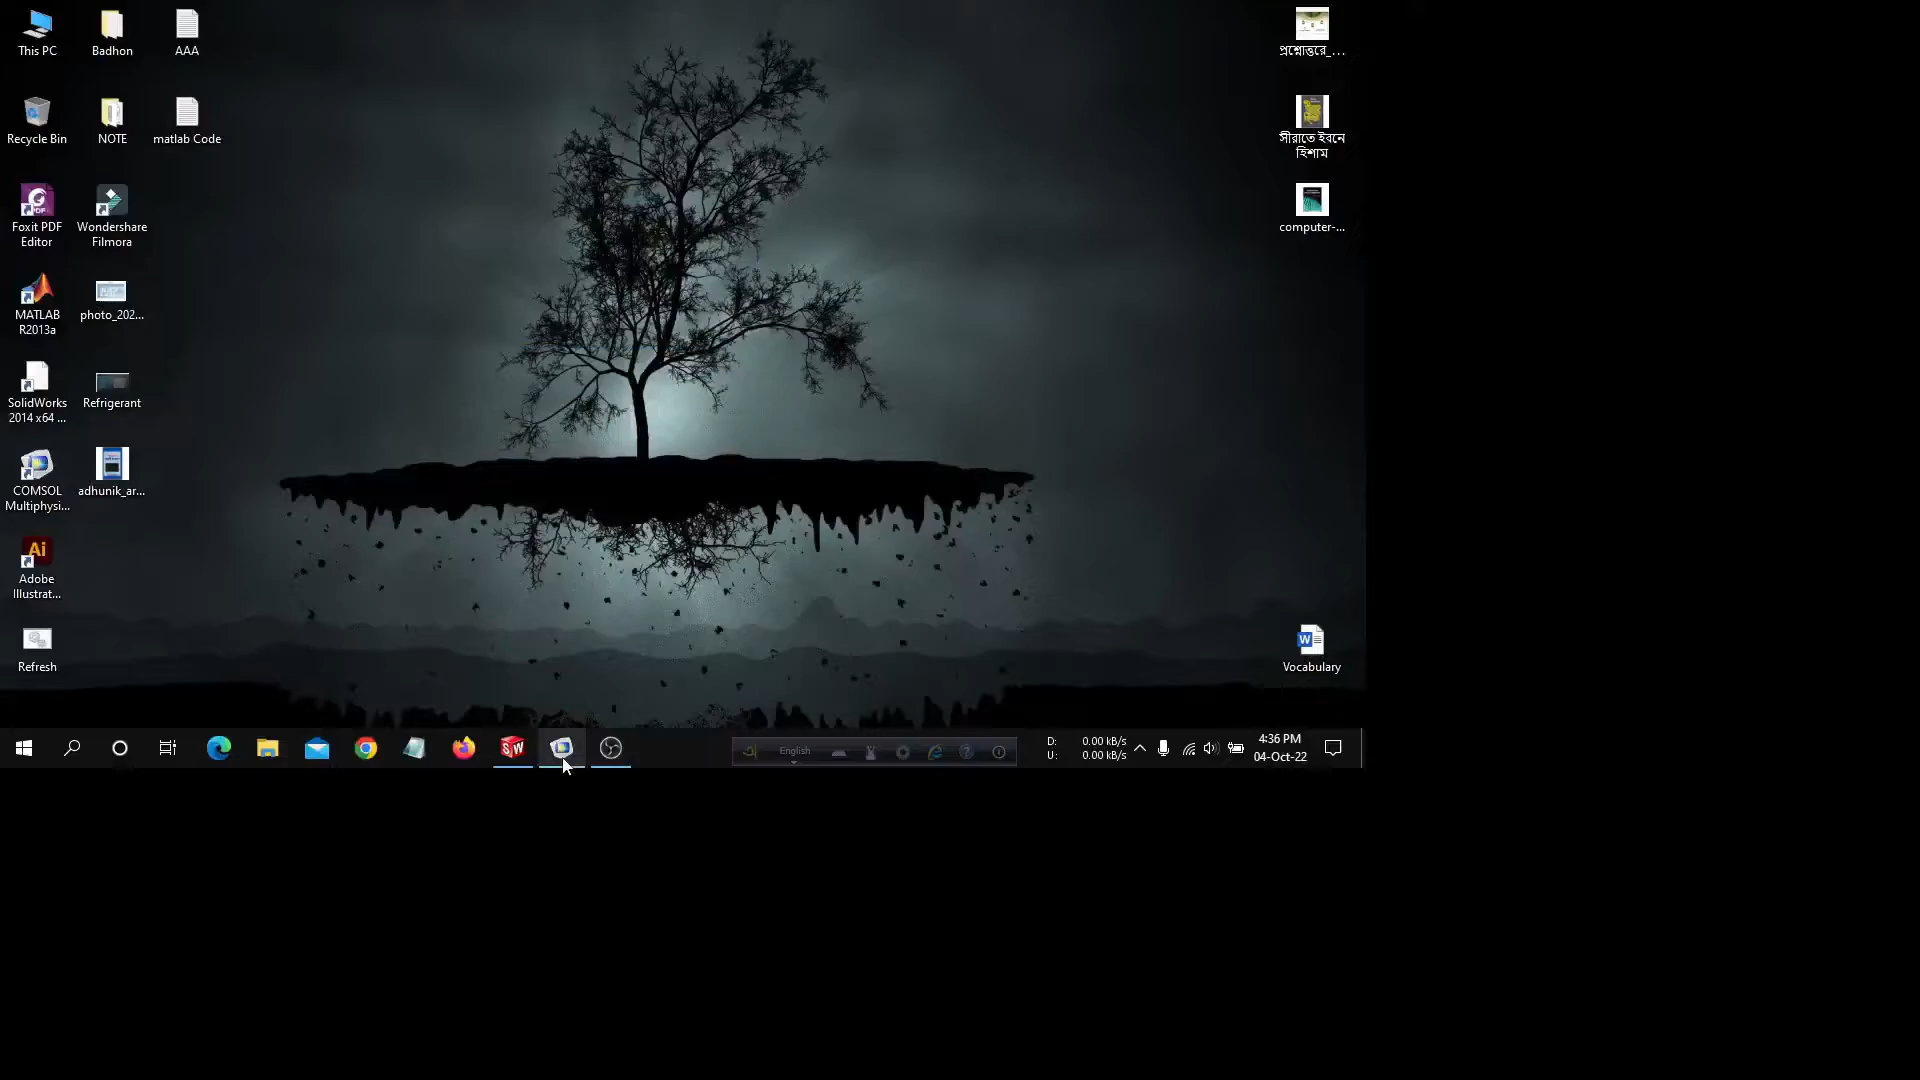 This PC
Badhon
AAA
Recycle Bin
NOTE
matlab Code
Foxit PDF
Editor
Wondershare
Filmora
MATLAB
R2013a
photo_202...
SolidWorks
2014 x64 ...
Refrigerant
COMSOL
Multiphysi...
adhunik_ar...
Ai
Adobe
Illustrat...
Refresh
প্রশ্নোত্তরে_...
সীরাতে ইবনে
হিশাম
computer-...
W
Vocabulary
SW
English
D: 0.00 kB/s
U: 0.00 kB/s
4:36 PM
04-Oct-22